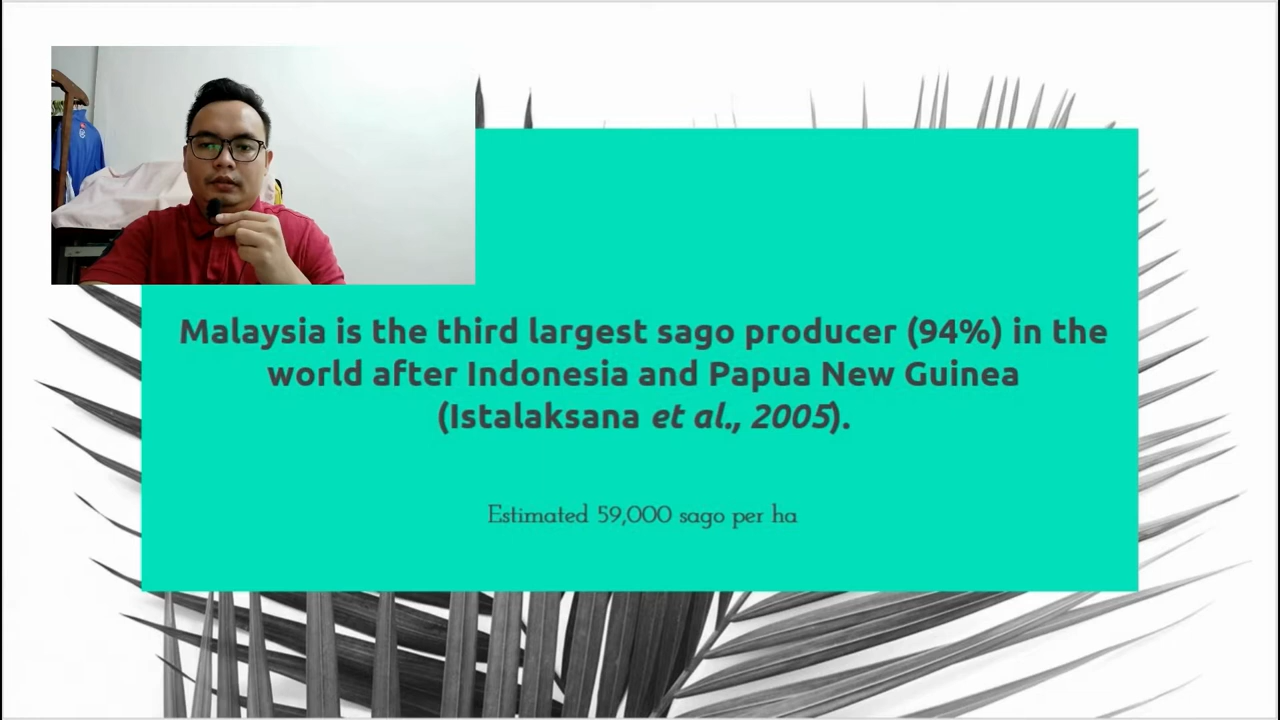 Malaysia is the third largest sago producer (94%) in the
world after Indonesia and Papua New Guinea
(Istalaksana et al., 2005).
Estimated 59,000 sago per ha